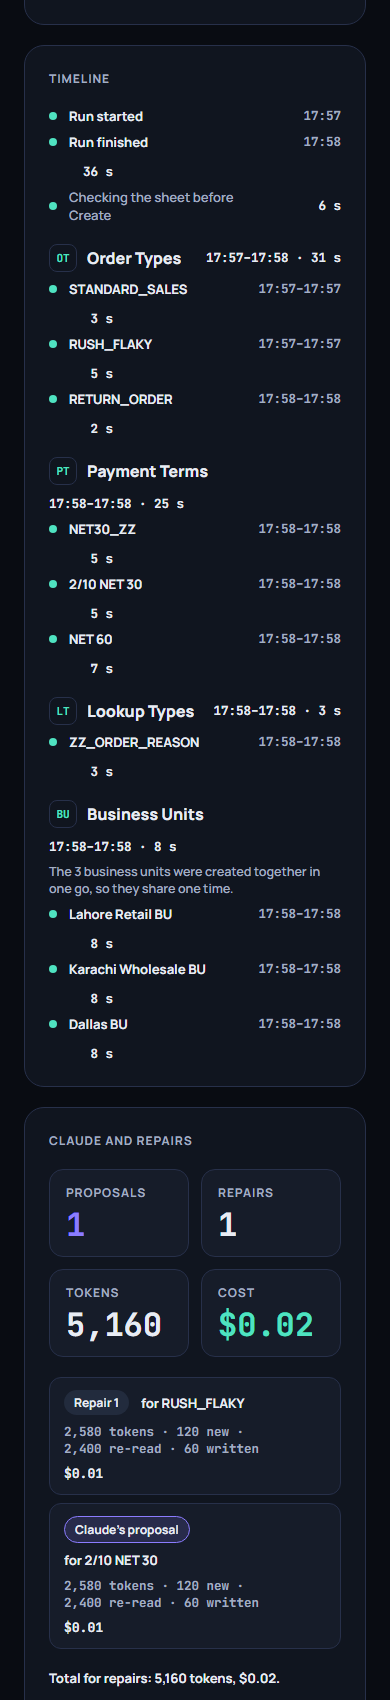 TIMELINE
Run started 17:57
Run finished 17:58
36 s
Checking the sheet before
Create 6 s
OT Order Types 17:57–17:58 · 31 s
STANDARD_SALES 17:57–17:57
3 s
RUSH_FLAKY 17:57–17:57
5 s
RETURN_ORDER 17:58–17:58
2 s
PT Payment Terms
17:58–17:58 · 25 s
NET30_ZZ 17:58–17:58
5 s
2/10 NET 30 17:58–17:58
5 s
NET 60 17:58–17:58
7 s
LT Lookup Types 17:58–17:58 · 3 s
ZZ_ORDER_REASON 17:58–17:58
3 s
BU Business Units
17:58–17:58 · 8 s
The 3 business units were created together in
one go, so they share one time.
Lahore Retail BU 17:58–17:58
8 s
Karachi Wholesale BU 17:58–17:58
8 s
Dallas BU 17:58–17:58
8 s
CLAUDE AND REPAIRS
PROPOSALS REPAIRS
1 1
TOKENS COST
5,160 $0.02
Repair 1 for RUSH_FLAKY
2,580 tokens · 120 new ·
2,400 re-read · 60 written
$0.01
Claude's proposal
for 2/10 NET 30
2,580 tokens · 120 new ·
2,400 re-read · 60 written
$0.01
Total for repairs: 5,160 tokens, $0.02.